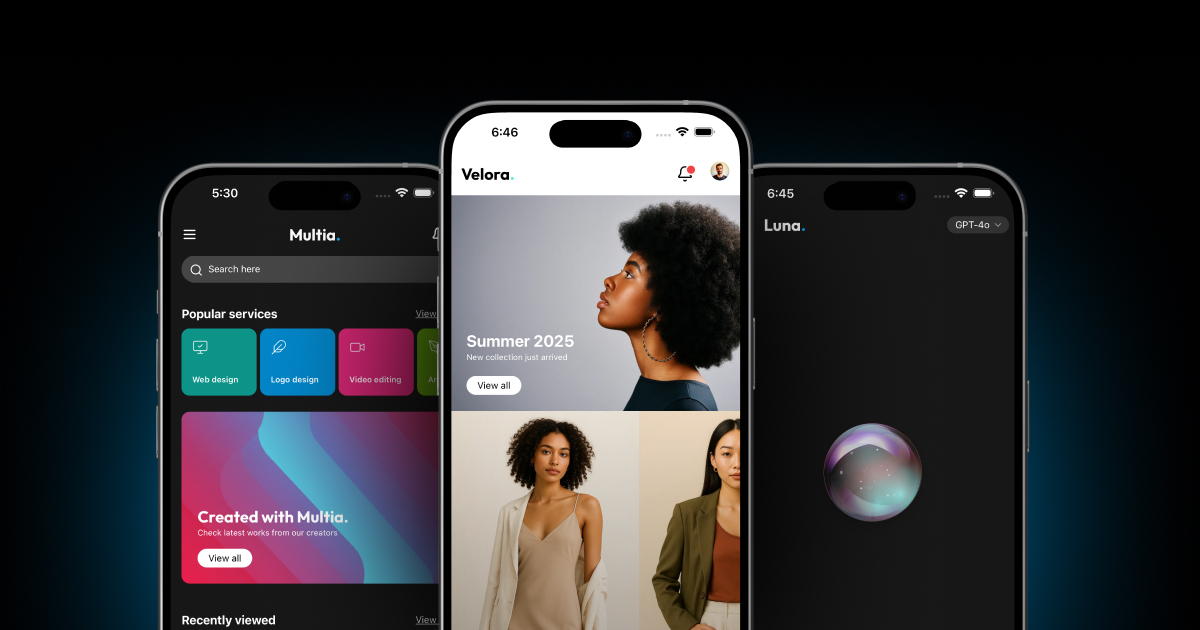 5:30
Multia.
Search here
Popular services
View
Web design
Logo design
Video editing
Created with Multia.
Check latest works from our creators
View all
Recently viewed
View
6:46
Velora.
Summer 2025
New collection just arrived
View all
6:45
Luna.
GPT-4o